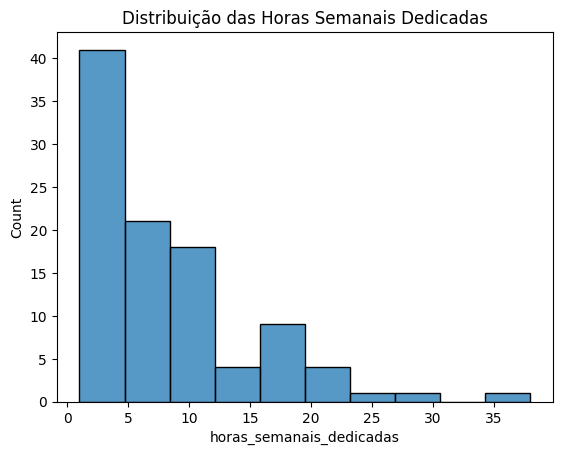 Distribuição das Horas Semanais Dedicadas
40
35
30
25
20
15
10
5
0
Count
0 5 10 15 20 25 30 35
horas_semanais_dedicadas